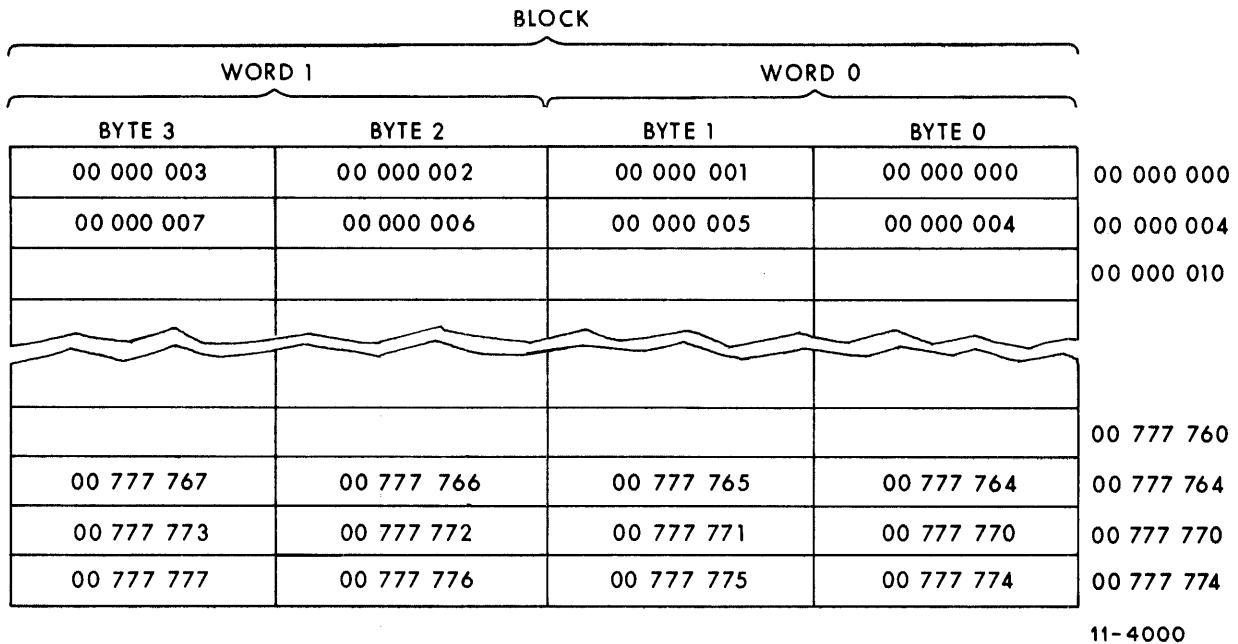 BLOCK
WORD 1 WORD 0
BYTE 3 BYTE 2 BYTE 1 BYTE 0
00 000 003 00 000 002 00 000 001 00 000 000 00 000 000
00 000 007 00 000 006 00 000 005 00 000 004 00 000 004
00 000 010
00 777 760
00 777 767 00 777 766 00 777 765 00 777 764 00 777 764
00 777 773 00 777 772 00 777 771 00 777 770 00 777 770
00 777 777 00 777 776 00 777 775 00 777 774 00 777 774
11-4000